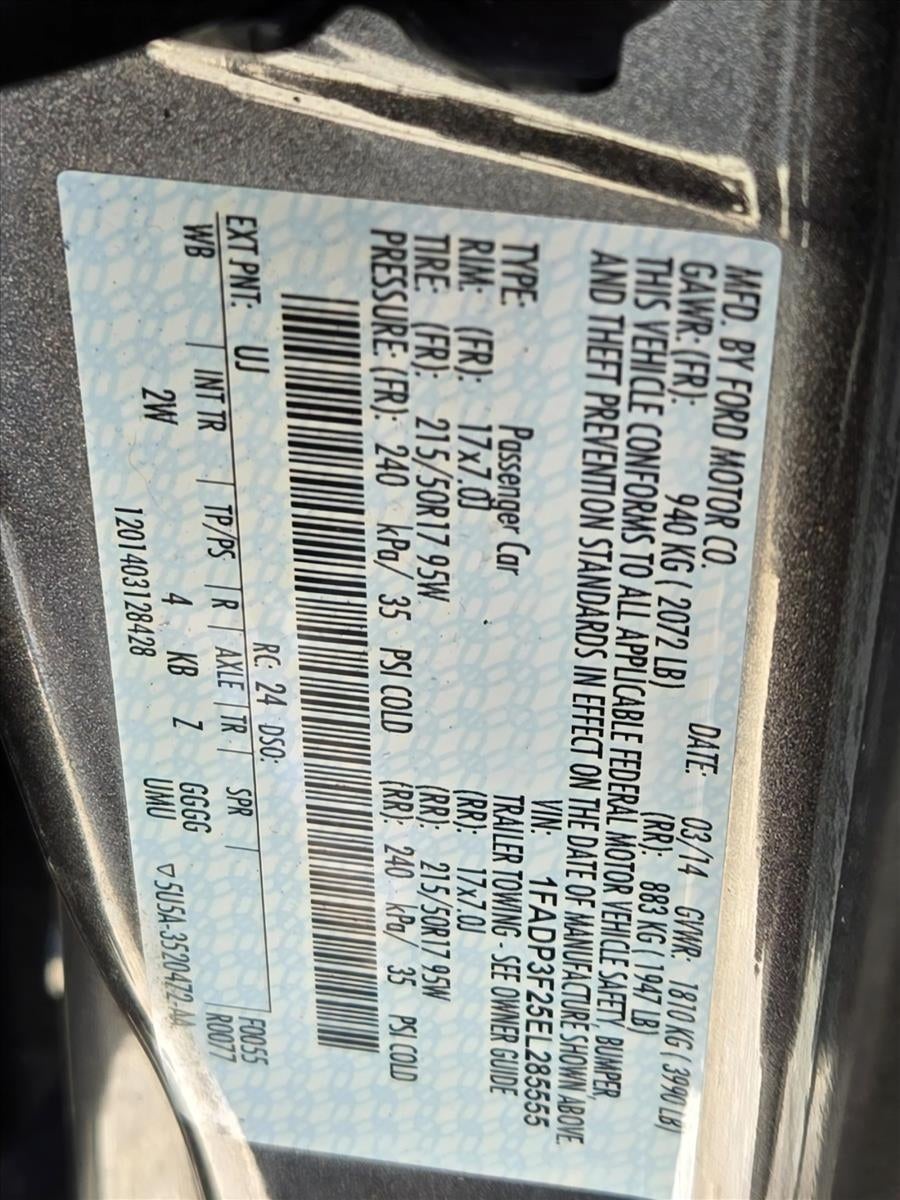 MFD. BY FORD MOTOR CO.
DATE: 03/14 GVWR: 1810 KG ( 3990 LB)
GAWR: (FR): 940 KG ( 2072 LB) (RR): 883 KG ( 1947 LB)
THIS VEHICLE CONFORMS TO ALL APPLICABLE FEDERAL MOTOR VEHICLE SAFETY, BUMPER,
AND THEFT PREVENTION STANDARDS IN EFFECT ON THE DATE OF MANUFACTURE SHOWN ABOVE.
VIN: 1FADP3F25EL285555
TYPE: Passenger Car TRAILER TOWING - SEE OWNER GUIDE
RIM: (FR): 17x7.0J (RR): 17x7.0J
TIRE: (FR): 215/50R17 95W (RR): 215/50R17 95W
PRESSURE: (FR): 240 kPa/ 35 PSI COLD (RR): 240 kPa/ 35 PSI COLD
EXT PNT: UJ RC: 24 DSO: F0055
WB | INT TR | TP/PS | R | AXLE | TR | SPR | R0077
2W 4 KB Z GGGG
UMU ▽5U5A-3520472-AA
120140312​8428